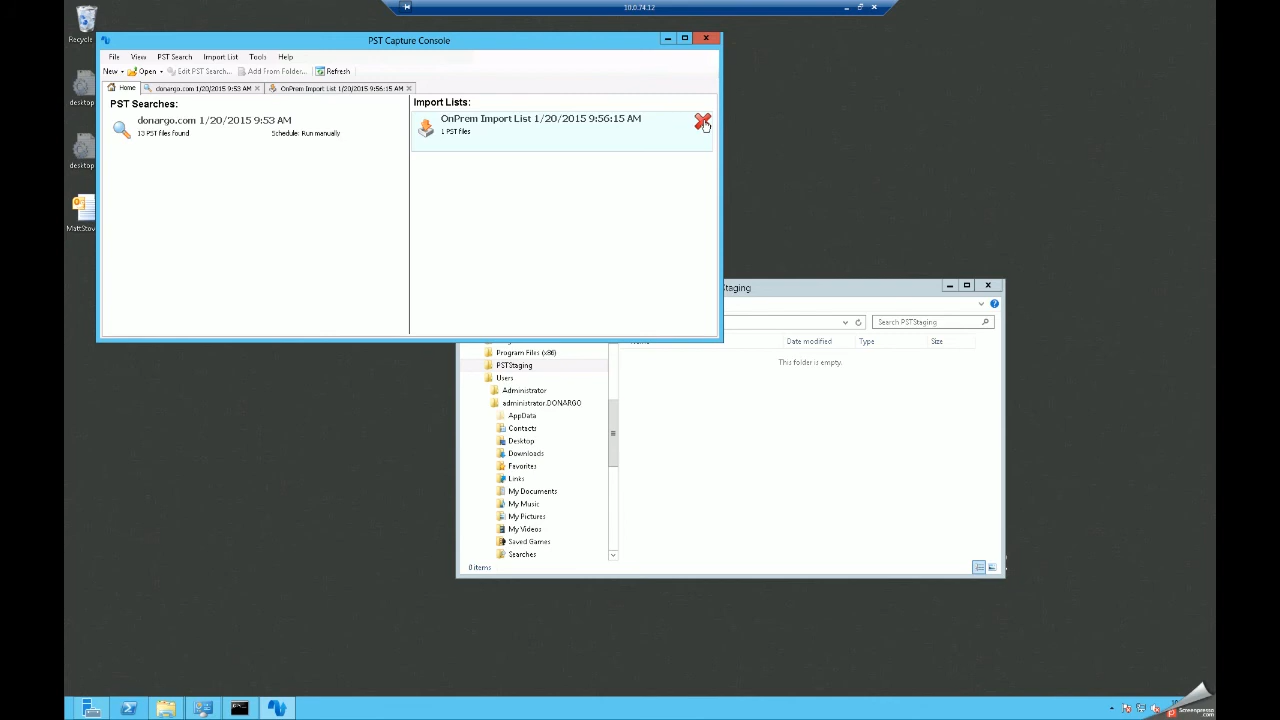 10.0.74.12
Recycle
PST Capture Console
File View PST Search Import List Tools Help
New Open Edit PST Search... Add From Folder... Refresh
Home donargo.com 1/20/2015 9:53 AM OnPrem Import List 1/20/2015 9:56:15 AM
PST Searches:
Import Lists:
donargo.com 1/20/2015 9:53 AM
13 PST files found Schedule: Run manually
OnPrem Import List 1/20/2015 9:56:15 AM
1 PST files
desktop
desktop
MattStov
Staging
Search PSTStaging
Date modified Type Size
This folder is empty.
Program Files (x86)
PSTStaging
Users
Administrator
administrator.DONARGO
AppData
Contacts
Desktop
Downloads
Favorites
Links
My Documents
My Music
My Pictures
My Videos
Saved Games
Searches
0 items
Screenpresso
.com